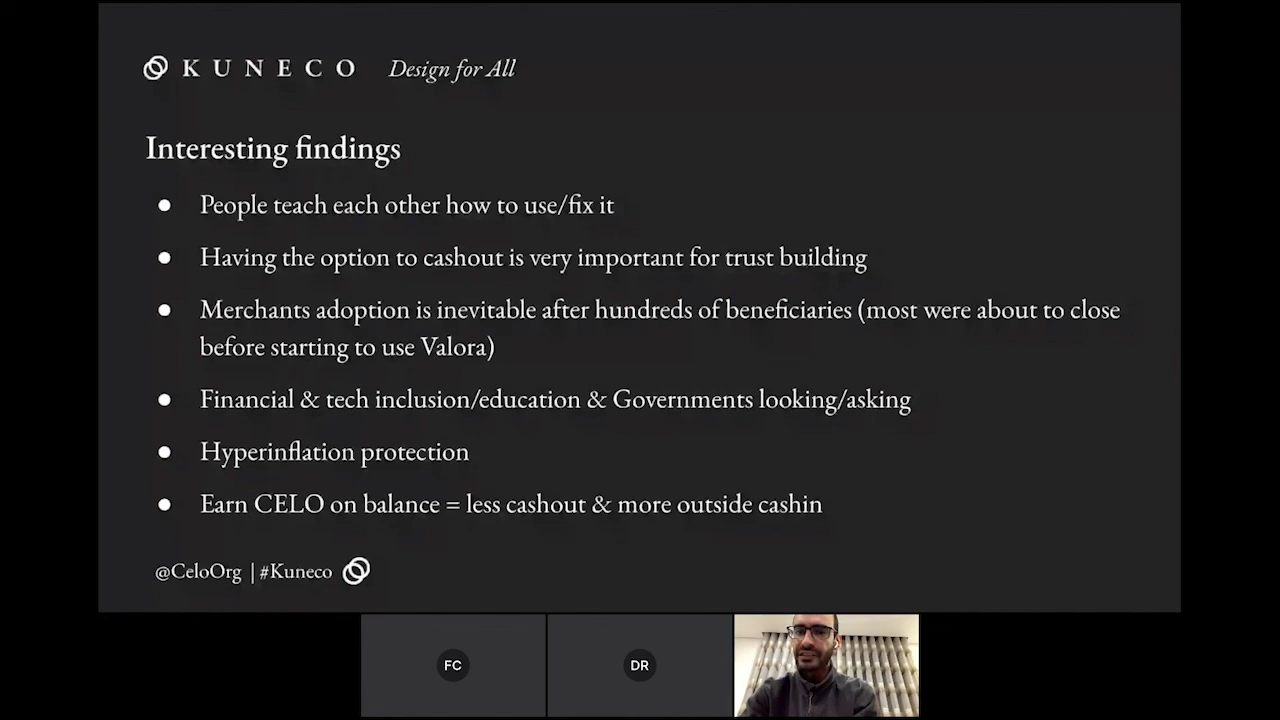 KUNECO Design for All
Interesting findings
● People teach each other how to use/fix it
● Having the option to cashout is very important for trust building
● Merchants adoption is inevitable after hundreds of beneficiaries (most were about to close
before starting to use Valora)
● Financial & tech inclusion/education & Governments looking/asking
● Hyperinflation protection
● Earn CELO on balance = less cashout & more outside cashin
@CeloOrg | #Kuneco
FC DR